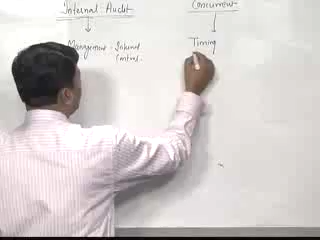 Internal Audit
Concurrent
Management - Internal
Control.
Timing